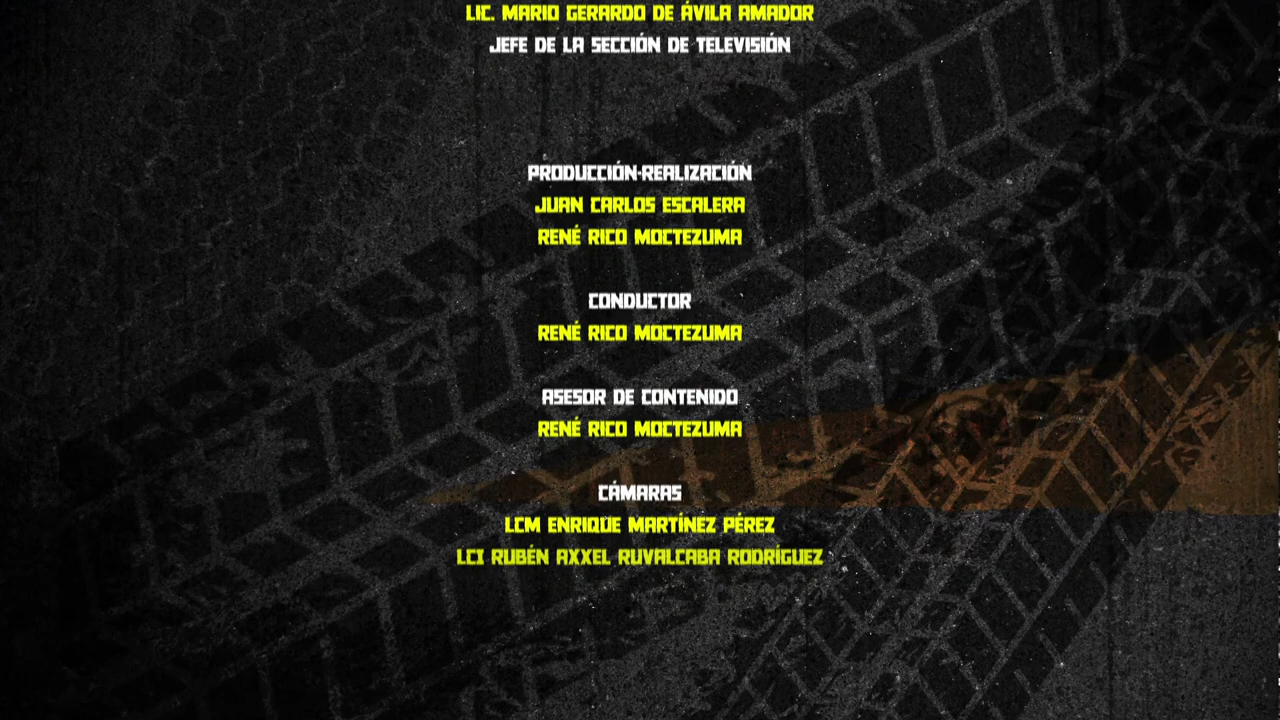 LIC. MARIO GERARDO DE ÁVILA AMADOR
JEFE DE LA SECCIÓN DE TELEVISIÓN
PRODUCCIÓN-REALIZACIÓN
JUAN CARLOS ESCALERA
RENÉ RICO MOCTEZUMA
CONDUCTOR
RENÉ RICO MOCTEZUMA
ASESOR DE CONTENIDO
RENÉ RICO MOCTEZUMA
CÁMARAS
LCM ENRIQUE MARTÍNEZ PÉREZ
LCI RUBÉN AXXEL RUVALCABA RODRÍGUEZ